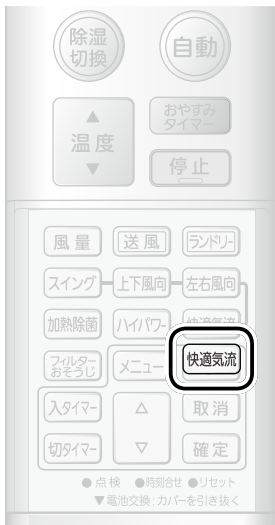 除湿
切換
自動
▲
温度
▼
おやすみ
タイマー
停止
風量 送風 ランドリー
スイング 上下風向 左右風向
加熱除菌 ハイパワー 快適気流
フィルター
おそうじ
メニュー
快適気流
入タイマー
△
取消
切タイマー
▽
確定
●点検 ●時刻合せ ●リセット
▼電池交換:カバーを引き抜く